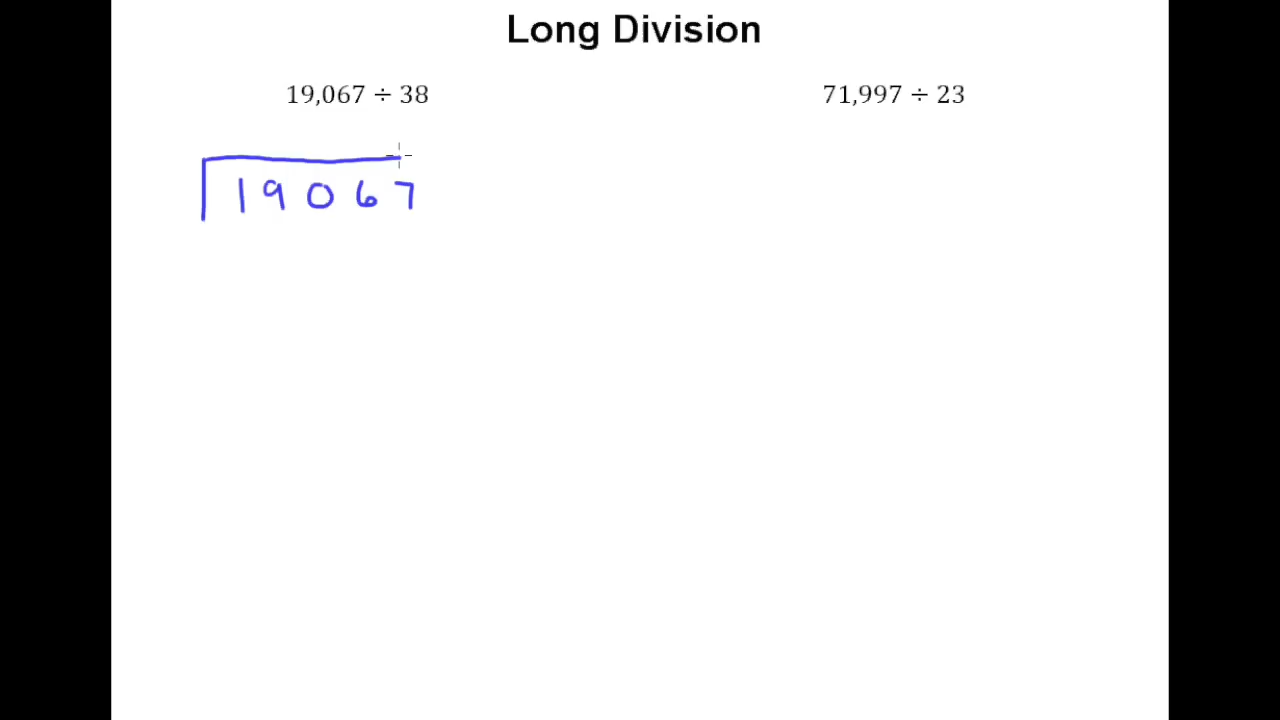 Long Division
19,067 ÷ 38
71,997 ÷ 23
19067